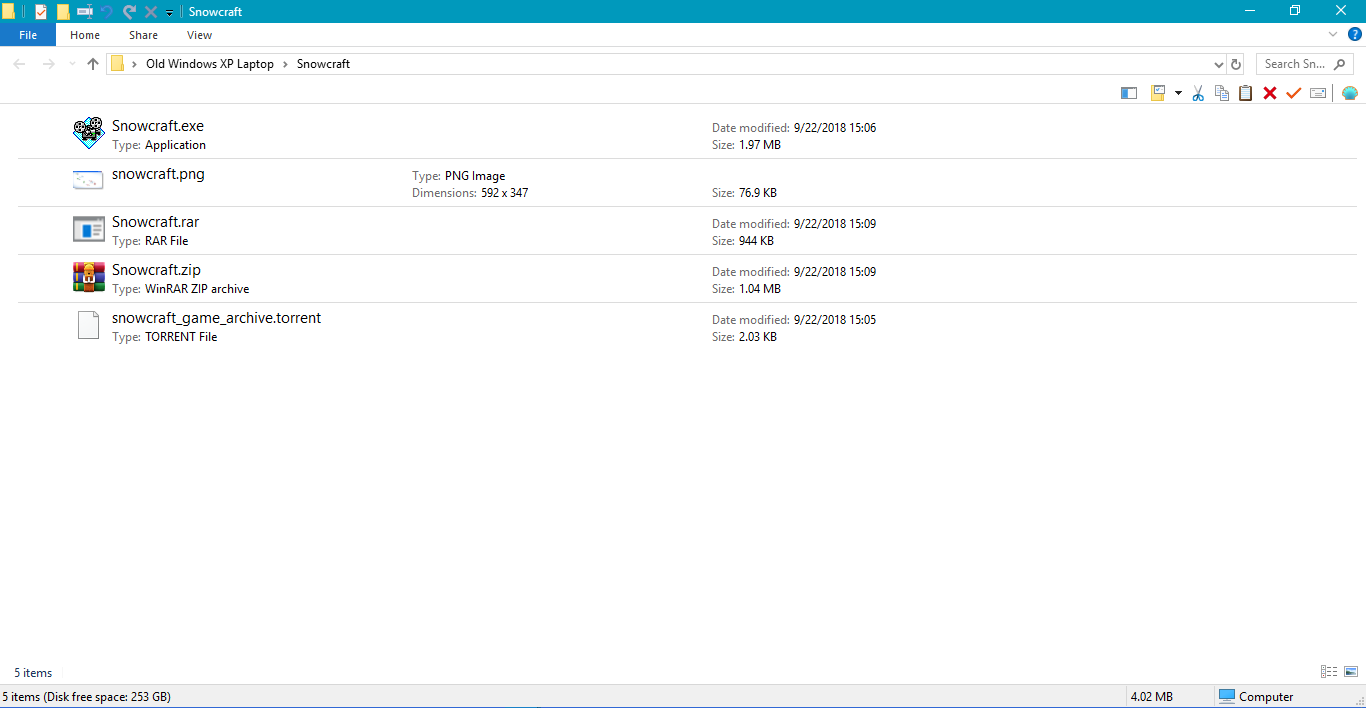 Snowcraft
File Home Share View
Old Windows XP Laptop Snowcraft Search Sn...
Snowcraft.exe Date modified: 9/22/2018 15:06
Type: Application Size: 1.97 MB
snowcraft.png Type: PNG Image
Dimensions: 592 x 347 Size: 76.9 KB
Snowcraft.rar Date modified: 9/22/2018 15:09
Type: RAR File Size: 944 KB
Snowcraft.zip Date modified: 9/22/2018 15:09
Type: WinRAR ZIP archive Size: 1.04 MB
snowcraft_game_archive.torrent Date modified: 9/22/2018 15:05
Type: TORRENT File Size: 2.03 KB
5 items
5 items (Disk free space: 253 GB) 4.02 MB Computer